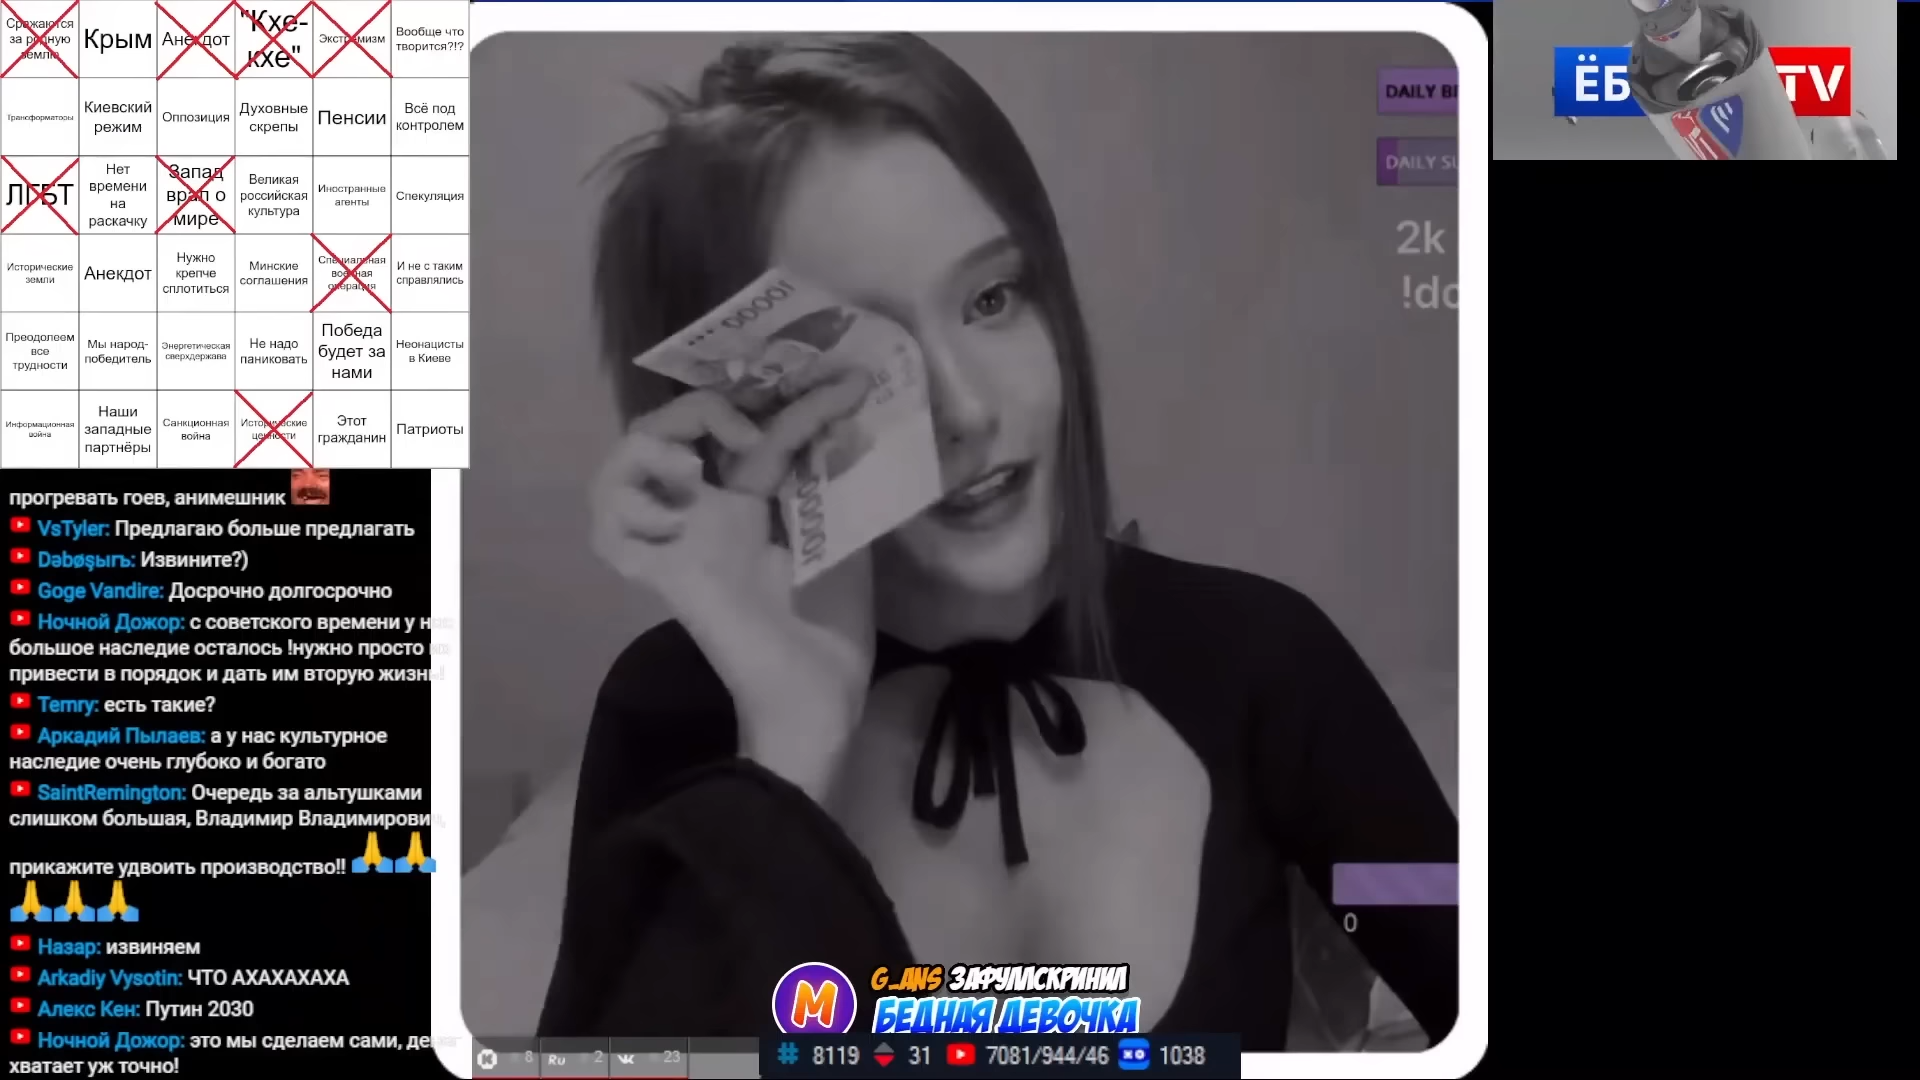 Сражаются
за родную
землю
Крым
Анекдот
"Кхе-
кхе"
Экстремизм
Вообще что
творится?!?
Трансформаторы
Киевский
режим
Оппозиция
Духовные
скрепы
Пенсии
Всё под
контролем
ЛГБТ
Нет
времени
на
раскачку
Запад
врал о
мире
Великая
российская
культура
Иностранные
агенты
Спекуляция
Исторические
земли
Анекдот
Нужно
крепче
сплотиться
Минские
соглашения
Специальная
военная
операция
И не с таким
справлялись
Преодолеем
все
трудности
Мы народ-
победитель
Энергетическая
сверхдержава
Не надо
паниковать
Победа
будет за
нами
Неонацисты
в Киеве
Информационная
война
Наши
западные
партнёры
Санкционная
война
Исторические
ценности
Этот
гражданин
Патриоты
прогревать гоев, анимешник
VsTyler: Предлагаю больше предлагать
Dəbøşыгъ: Извините?)
Goge Vandire: Досрочно долгосрочно
Ночной Дожор: с советского времени у
большое наследие осталось !нужно просто
привести в порядок и дать им вторую жизнь!
Temry: есть такие?
Аркадий Пылаев: а у нас культурное
наследие очень глубоко и богато
SaintRemington: Очередь за альтушками
слишком большая, Владимир Владимирович,
прикажите удвоить производство!! 🙏🙏
🙏🙏🙏
Назар: извиняем
Arkadiy Vysotin: ЧТО АХАХАХАХА
Алекс Кен: Путин 2030
Ночной Дожор: это мы сделаем сами,
хватает уж точно!
DAILY
DAILY
2k
10000
10000
0
ЁБ TV
M
G_ANS ЗАФУЛЛСКРИНИЛ
БЕДНАЯ ДЕВОЧКА
8 Ru 2 23
# 8119 31 7081/944/46 1038